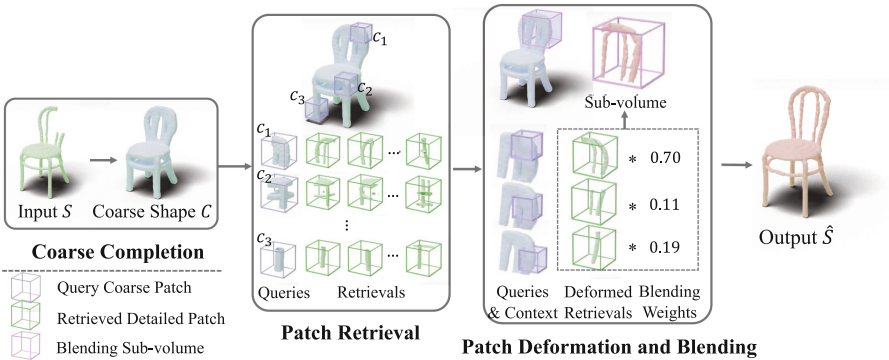 Input S
Coarse Shape C
Coarse Completion
Query Coarse Patch
Retrieved Detailed Patch
Blending Sub-volume
C1
C2
C3
C1
...
C2
...
⋮
C3
...
Queries
Retrievals
Patch Retrieval
Sub-volume
* 0.70
* 0.11
* 0.19
Queries
& Context
Deformed
Retrievals
Blending
Weights
Patch Deformation and Blending
Output Ŝ